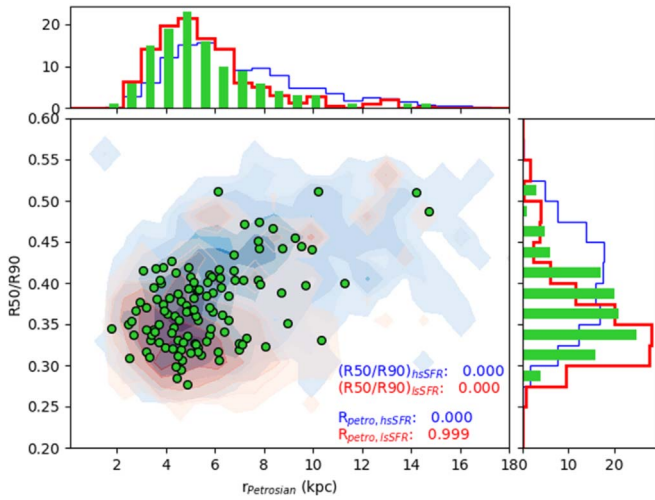 20
10
0
0.60
0.55
0.50
0.45
0.40
0.35
0.30
0.25
0.20
R50/R90
(R50/R90)hsSFR: 0.000
(R50/R90)lsSFR: 0.000
Rpetro, hsSFR: 0.000
Rpetro, lsSFR: 0.999
2 4 6 8 10 12 14 16 18 0 10 20
rPetrosian (kpc)